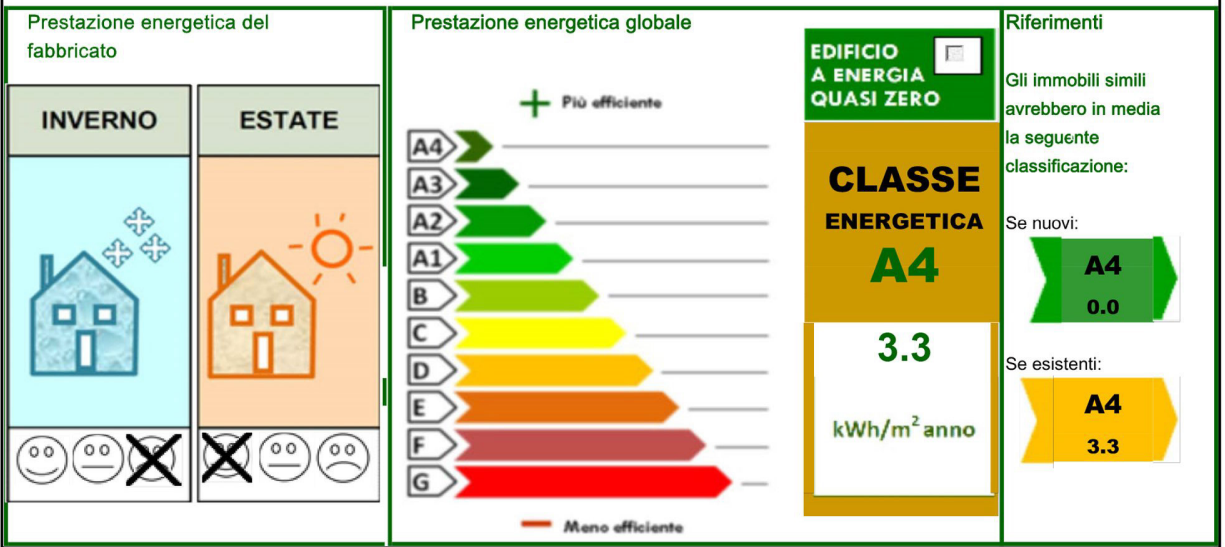 Prestazione energetica del
fabbricato
INVERNO
ESTATE
Prestazione energetica globale
Più efficiente
A4
A3
A2
A1
B
C
D
E
F
G
Meno efficiente
EDIFICIO
A ENERGIA
QUASI ZERO
CLASSE
ENERGETICA
A4
3.3
kWh/m² anno
Riferimenti
Gli immobili simili
avrebbero in media
la seguente
classificazione:
Se nuovi:
A4
0.0
Se esistenti:
A4
3.3